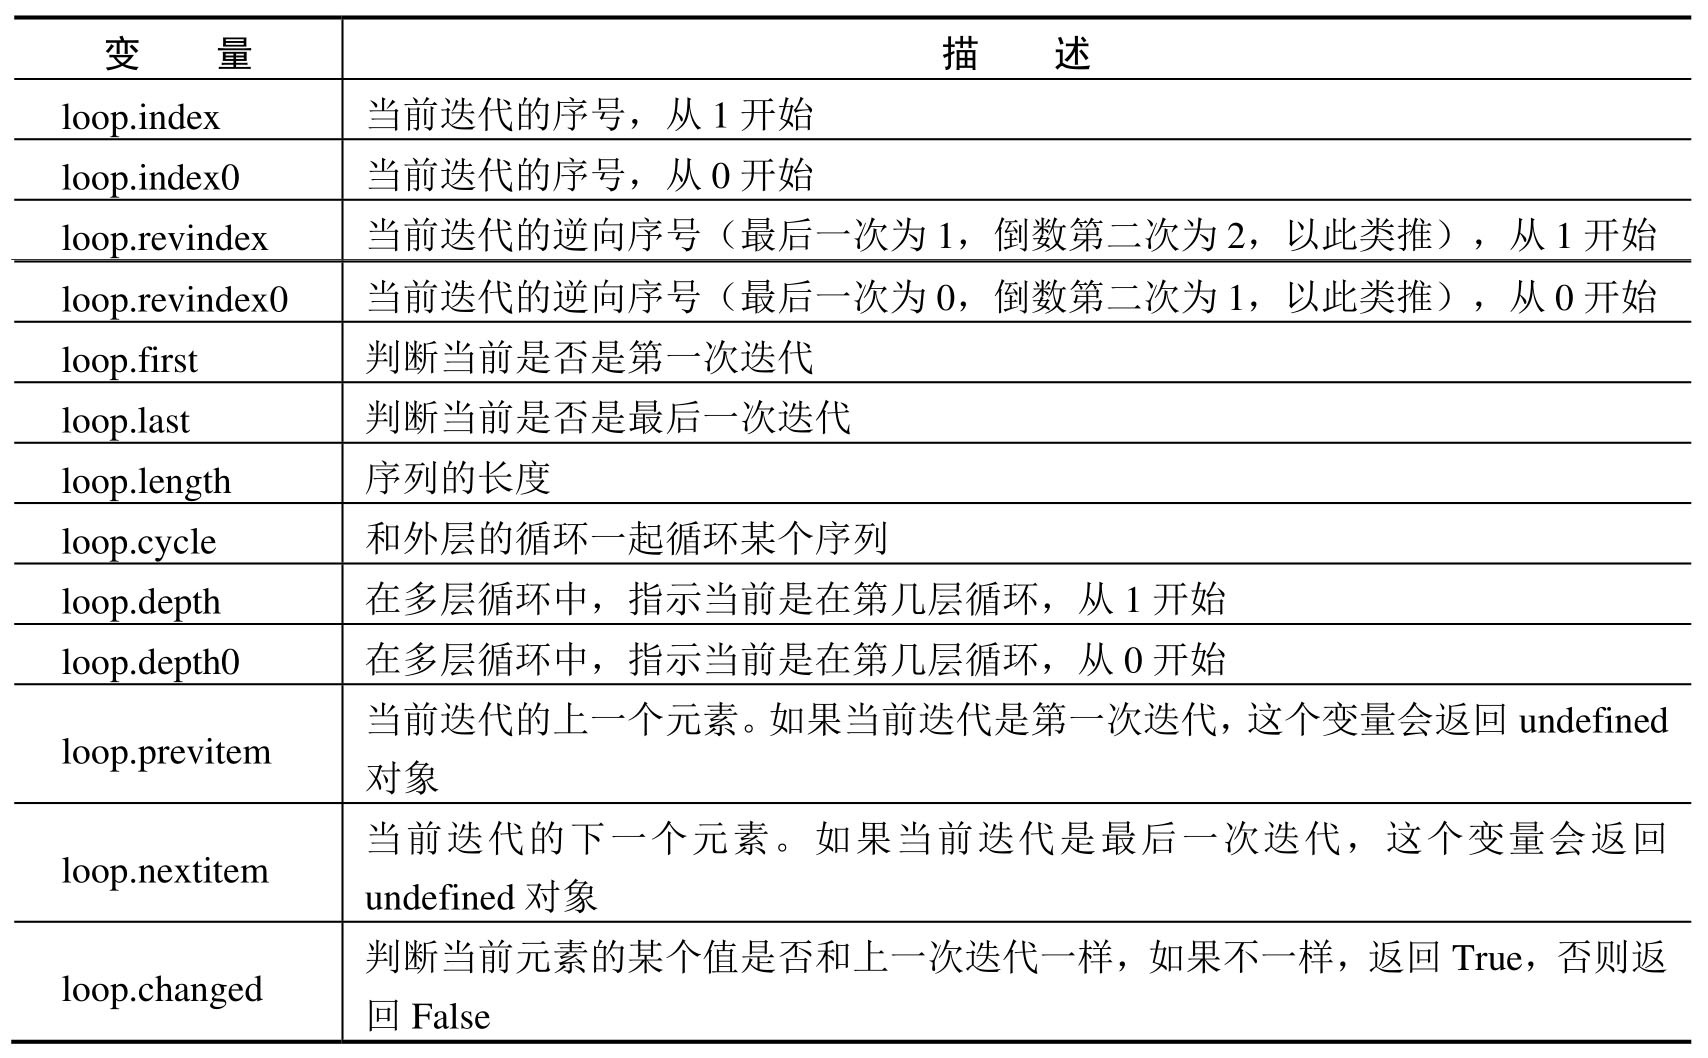 变 量 描 述
loop.index 当前迭代的序号，从 1 开始
loop.index0 当前迭代的序号，从 0 开始
loop.revindex 当前迭代的逆向序号（最后一次为 1，倒数第二次为 2，以此类推），从 1 开始
loop.revindex0 当前迭代的逆向序号（最后一次为 0，倒数第二次为 1，以此类推），从 0 开始
loop.first 判断当前是否是第一次迭代
loop.last 判断当前是否是最后一次迭代
loop.length 序列的长度
loop.cycle 和外层的循环一起循环某个序列
loop.depth 在多层循环中，指示当前是在第几层循环，从 1 开始
loop.depth0 在多层循环中，指示当前是在第几层循环，从 0 开始
loop.previtem 当前迭代的上一个元素。如果当前迭代是第一次迭代，这个变量会返回 undefined
对象
loop.nextitem 当前迭代的下一个元素。如果当前迭代是最后一次迭代，这个变量会返回
undefined 对象
loop.changed 判断当前元素的某个值是否和上一次迭代一样，如果不一样，返回 True，否则返
回 False